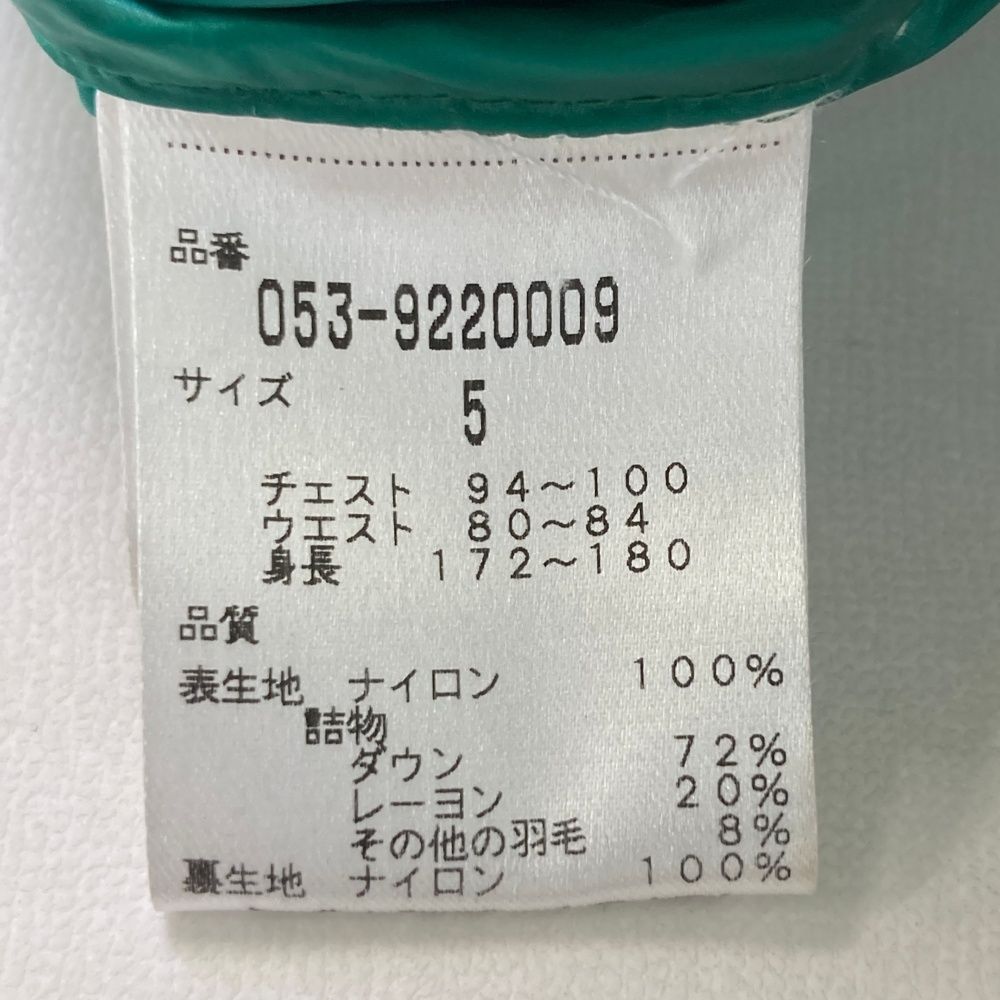 品番
053-9220009
サイズ 5
チェスト 94～100
ウエスト 80～84
身長 172～180
品質
表生地 ナイロン 100%
詰物
ダウン 72%
レーヨン 20%
その他の羽毛 8%
裏生地 ナイロン 100%